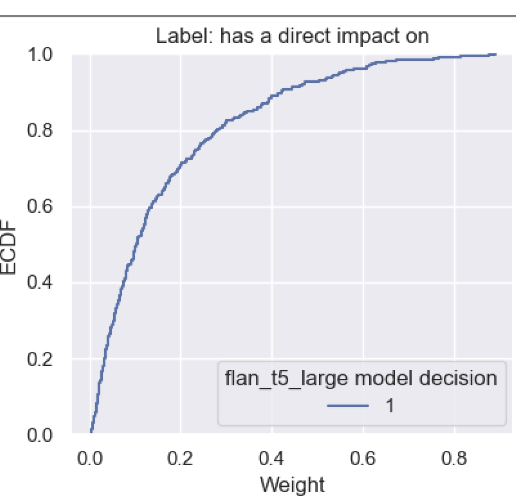 Label: has a direct impact on
1.0
0.8
0.6
0.4
0.2
0.0
ECDF
flan_t5_large model decision
1
0.0 0.2 0.4 0.6 0.8
Weight